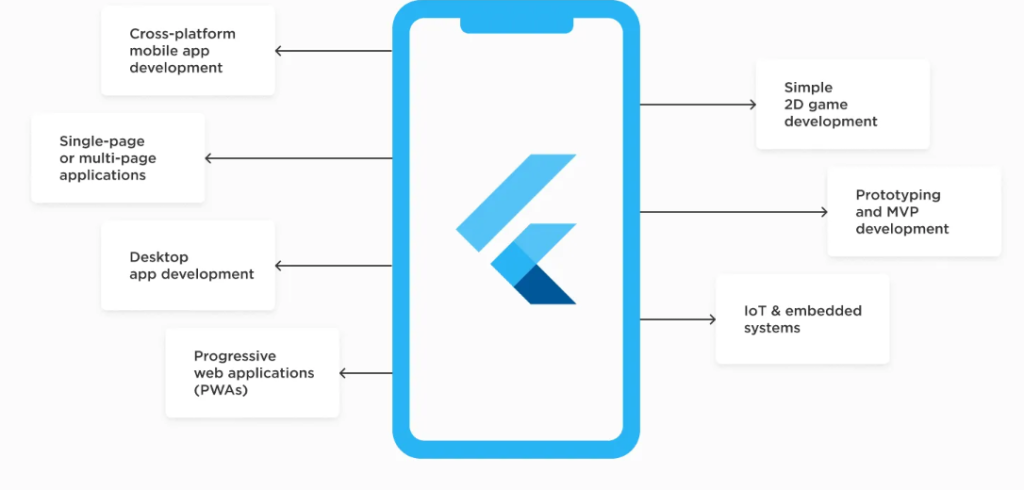 Cross-platform
mobile app
development
Single-page
or multi-page
applications
Desktop
app development
Progressive
web applications
(PWAs)
Simple
2D game
development
Prototyping
and MVP
development
IoT & embedded
systems